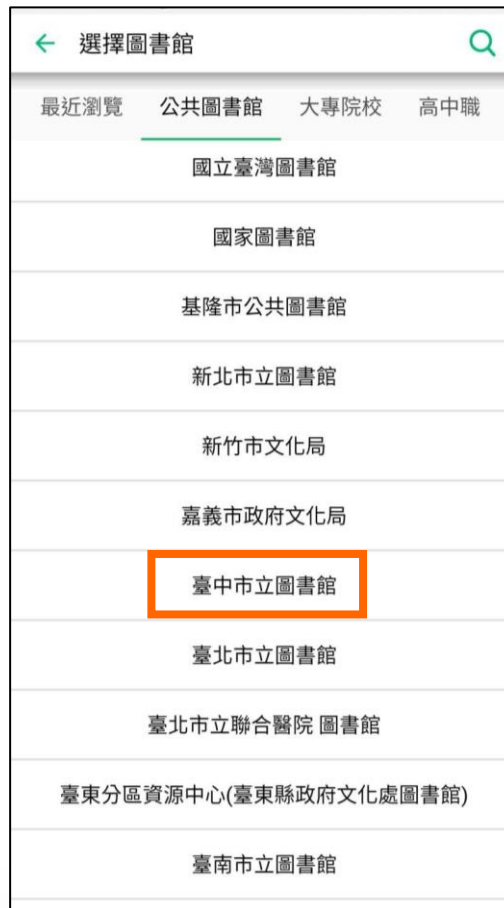 選擇圖書館
最近瀏覽 公共圖書館 大專院校 高中職
國立臺灣圖書館
國家圖書館
基隆市公共圖書館
新北市立圖書館
新竹市文化局
嘉義市政府文化局
臺中市立圖書館
臺北市立圖書館
臺北市立聯合醫院 圖書館
臺東分區資源中心(臺東縣政府文化處圖書館)
臺南市立圖書館